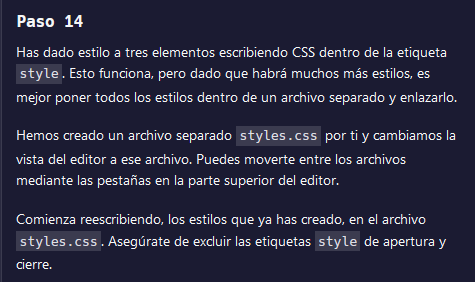 Paso 14
Has dado estilo a tres elementos escribiendo CSS dentro de la etiqueta
style. Esto funciona, pero dado que habrá muchos más estilos, es
mejor poner todos los estilos dentro de un archivo separado y enlazarlo.
Hemos creado un archivo separado styles.css por ti y cambiamos la
vista del editor a ese archivo. Puedes moverte entre los archivos
mediante las pestañas en la parte superior del editor.
Comienza reescribiendo, los estilos que ya has creado, en el archivo
styles.css. Asegúrate de excluir las etiquetas style de apertura y
cierre.